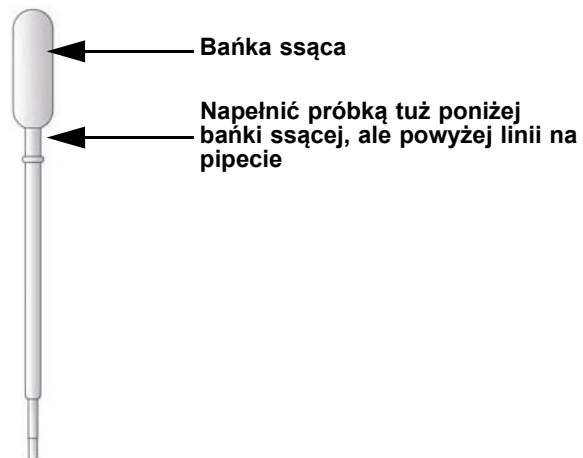 Bańka ssąca
Napełnić próbką tuż poniżej
bańki ssącej, ale powyżej linii na
pipecie